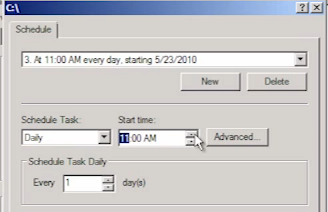 C:\
Schedule
3. At 11:00 AM every day, starting 5/23/2010
New
Delete
Schedule Task:
Start time:
Daily
11:00 AM
Advanced...
Schedule Task Daily
Every 1 day(s)